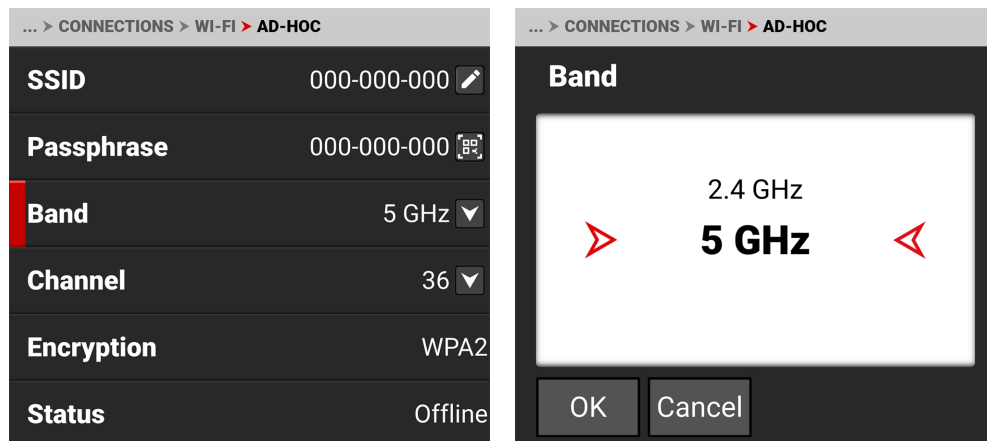 ... > CONNECTIONS > WI-FI > AD-HOC
SSID 000-000-000
Passphrase 000-000-000
Band 5 GHz
Channel 36
Encryption WPA2
Status Offline
... > CONNECTIONS > WI-FI > AD-HOC
Band
2.4 GHz
5 GHz
OK Cancel